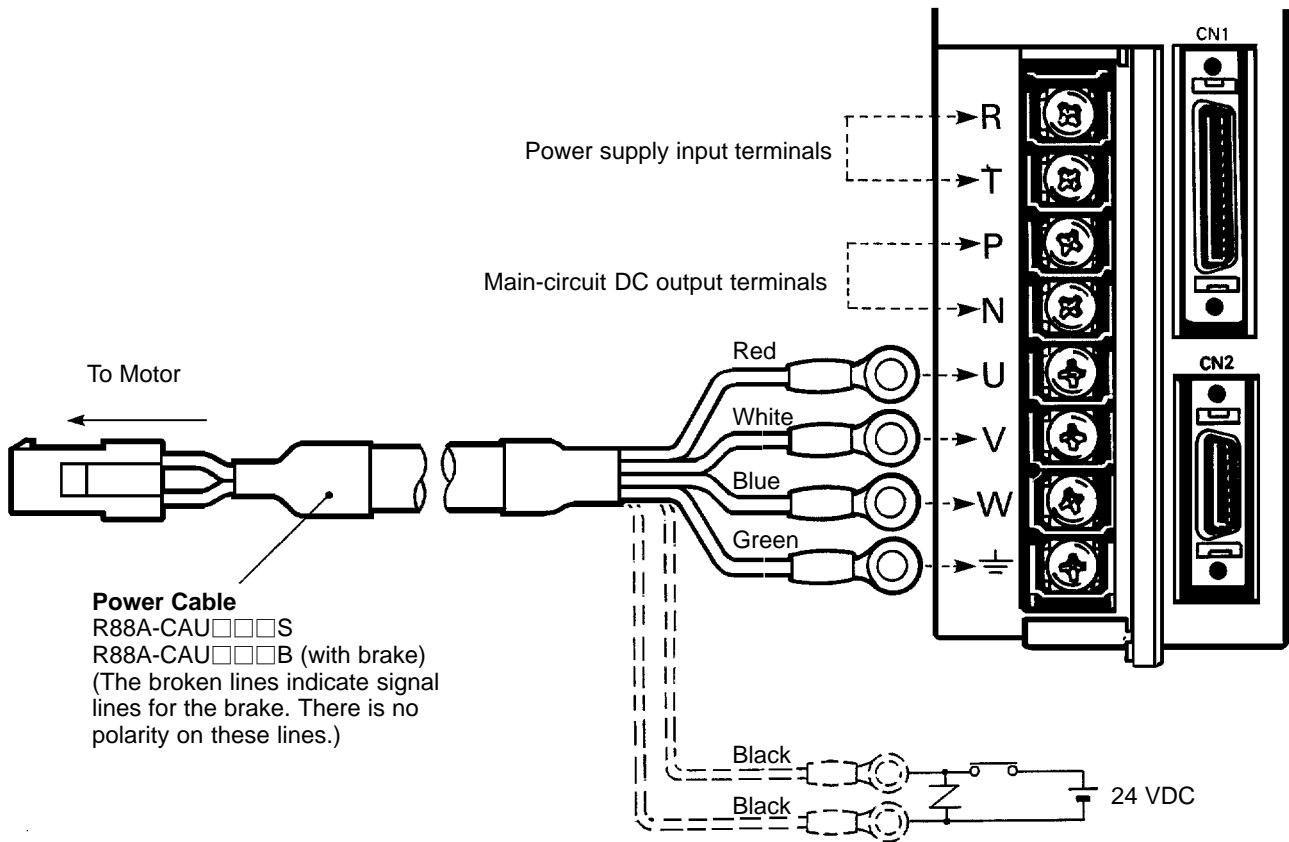 CN1
R
Power supply input terminals
T
P
Main-circuit DC output terminals
N
Red
U
To Motor
CN2
White
V
Blue
W
Green
Power Cable
R88A-CAU□□□S
R88A-CAU□□□B (with brake)
(The broken lines indicate signal
lines for the brake. There is no
polarity on these lines.)
Black
Black
24 VDC